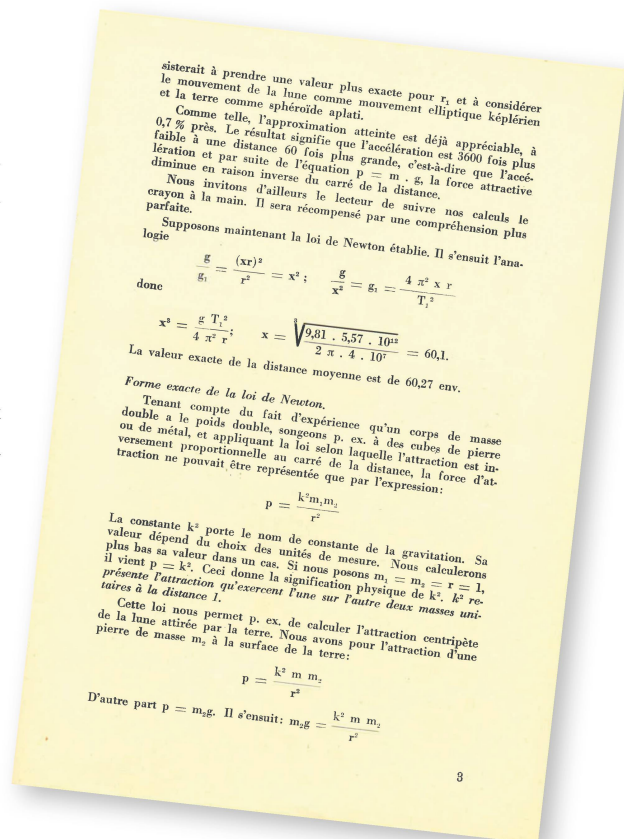 sisterait à prendre une valeur plus exacte pour r₁ et à considérer
le mouvement de la lune comme mouvement elliptique képlérien
et la terre comme sphéroïde aplati.
Comme telle, l'approximation atteinte est déjà appréciable, à
0,7 % près. Le résultat signifie que l'accélération est 3600 fois plus
faible à une distance 60 fois plus grande, c'est-à-dire que l'accé-
lération et par suite de l'équation p = m . g, la force attractive
diminue en raison inverse du carré de la distance.
Nous invitons d'ailleurs le lecteur de suivre nos calculs le
crayon à la main. Il sera récompensé par une compréhension plus
parfaite.
Supposons maintenant la loi de Newton établie. Il s'ensuit l'ana-
logie
g/g₁ = (xr)²/r² = x² ; g/x² = g₁ = 4 π² x r/T₁²
donc
x³ = g T₁²/4 π² r; x = ³√9,81 . 5,57 . 10¹²/2 π . 4 . 10⁷ = 60,1.
La valeur exacte de la distance moyenne est de 60,27 env.
Forme exacte de la loi de Newton.
Tenant compte du fait d'expérience qu'un corps de masse
double a le poids double, songeons p. ex. à des cubes de pierre
ou de métal, et appliquant la loi selon laquelle l'attraction est in-
versement proportionnelle au carré de la distance, la force d'at-
traction ne pouvait être représentée que par l'expression:
p = k²m₁m₂/r²
La constante k² porte le nom de constante de la gravitation. Sa
valeur dépend du choix des unités de mesure. Nous calculerons
plus bas sa valeur dans un cas. Si nous posons m₁ = m₂ = r = 1,
il vient p = k². Ceci donne la signification physique de k². k² re-
présente l'attraction qu'exercent l'une sur l'autre deux masses uni-
taires à la distance 1.
Cette loi nous permet p. ex. de calculer l'attraction centripète
de la lune attirée par la terre. Nous avons pour l'attraction d'une
pierre de masse m₂ à la surface de la terre:
p = k² m m₂/r²
D'autre part p = m₂g. Il s'ensuit: m₂g = k² m m₂/r²
3